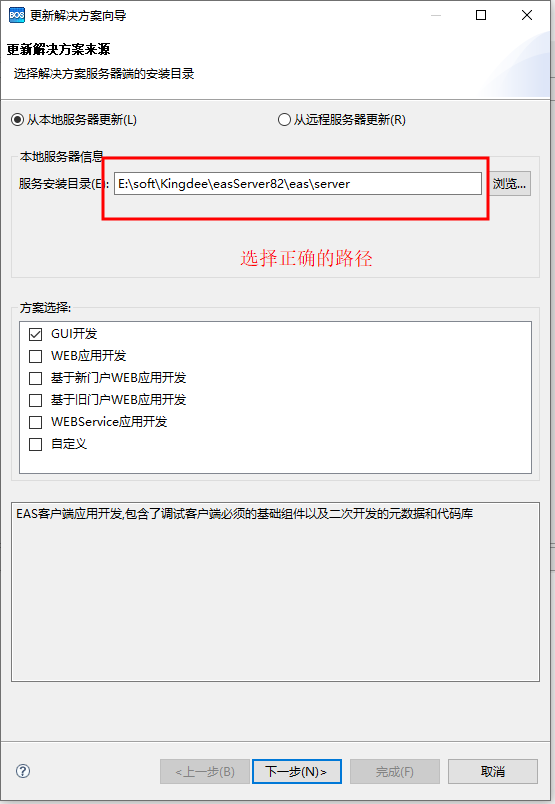 BOS 更新解决方案向导
更新解决方案来源
选择解决方案服务器端的安装目录
从本地服务器更新(L) 从远程服务器更新(R)
本地服务器信息
服务安装目录(E): E:\soft\Kingdee\easServer82\eas\server 浏览...
选择正确的路径
方案选择:
GUI开发
WEB应用开发
基于新门户WEB应用开发
基于旧门户WEB应用开发
WEBService应用开发
自定义
EAS客户端应用开发,包含了调试客户端必须的基础组件以及二次开发的元数据和代码库
? <上一步(B) 下一步(N)> 完成(F) 取消